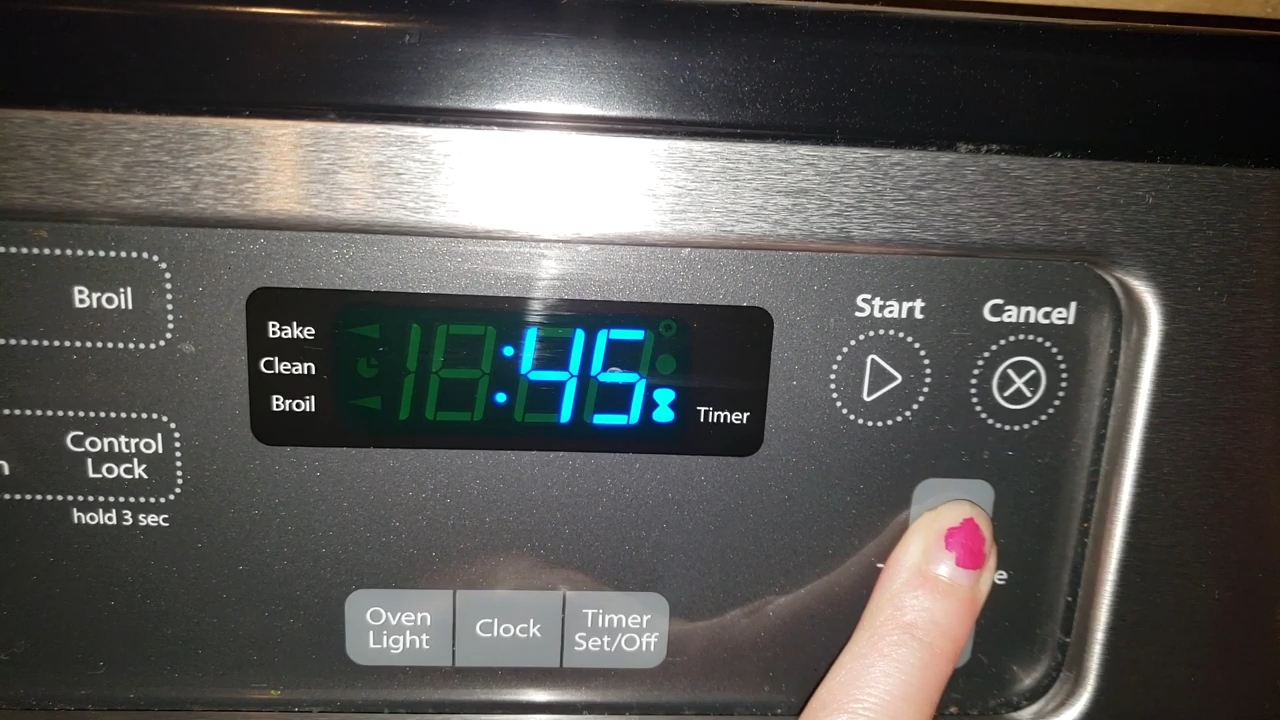 Broil
Control
Lock
hold 3 sec
Bake
Clean
Broil
:45
Timer
Start
Cancel
Oven
Light
Clock
Timer
Set/Off